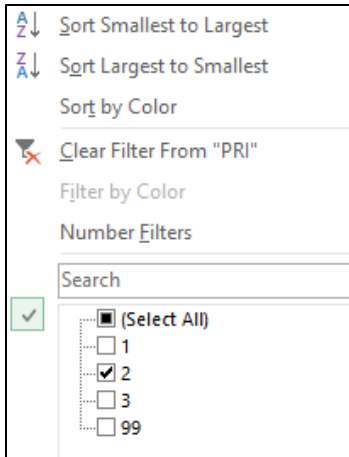 Sort Smallest to Largest
Sort Largest to Smallest
Sort by Color
Clear Filter From "PRI"
Filter by Color
Number Filters
Search
(Select All)
1
2
3
99